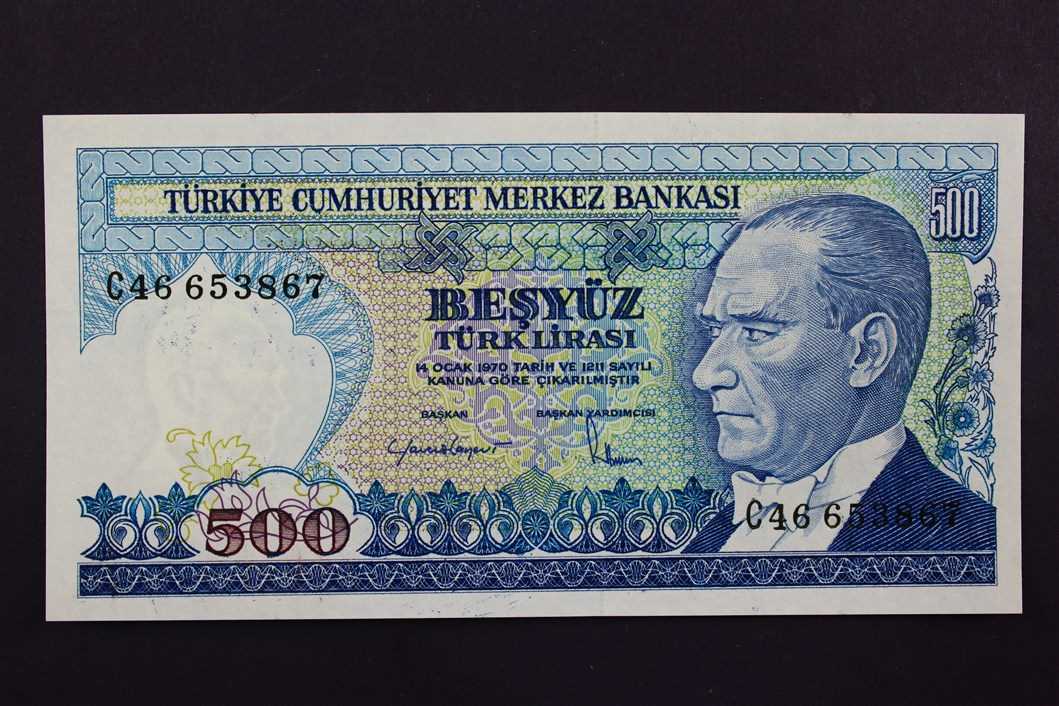 TÜRKİYE CUMHURİYET MERKEZ BANKASI
500
C46 653867
BEŞYÜZ
TÜRK LİRASI
14 OCAK 1970 TARİH VE 1211 SAYILI
KANUNA GÖRE ÇIKARILMIŞTIR
BAŞKAN BAŞKAN YARDIMCISI
500
C46 653867